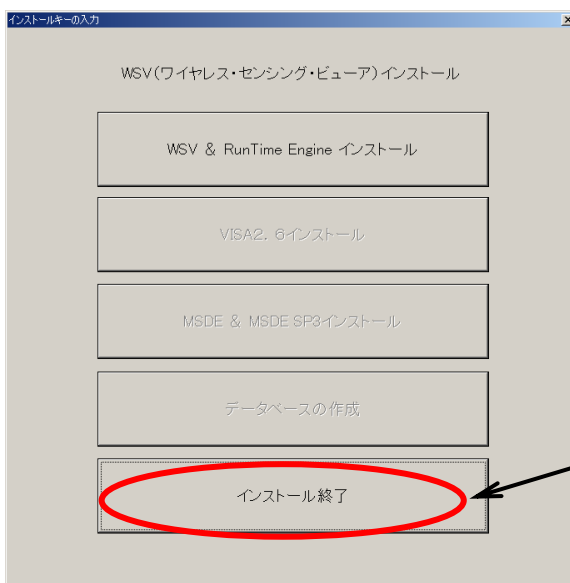 インストールキーの入力
WSV(ワイヤレス・センシング・ビューア)インストール
WSV & RunTime Engine インストール
VISA2. 6インストール
MSDE & MSDE SP3インストール
データベースの作成
インストール終了